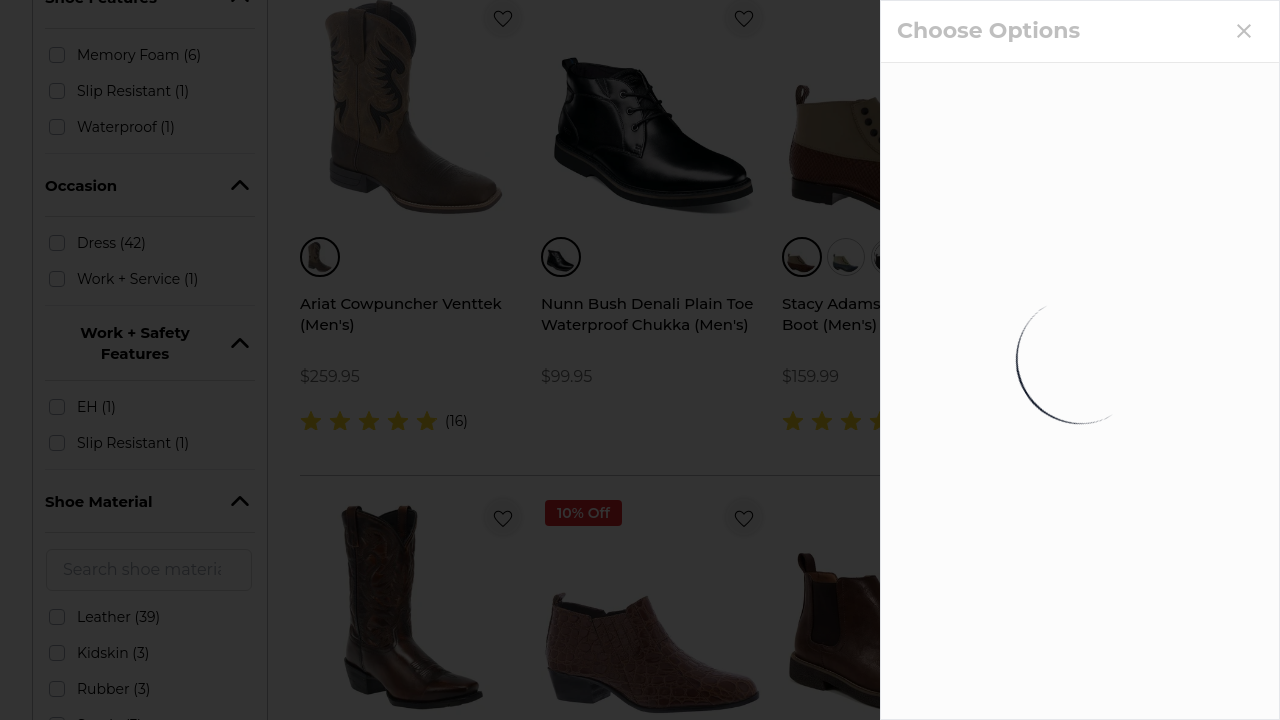 Memory Foam (6)
Slip Resistant (1)
Waterproof (1)
Occasion
Dress (42)
Work + Service (1)
Work + Safety
Features
EH (1)
Slip Resistant (1)
Shoe Material
Search shoe materia
Leather (39)
Kidskin (3)
Rubber (3)
Ariat Cowpuncher Venttek
(Men's)
$259.95
(16)
Nunn Bush Denali Plain Toe
Waterproof Chukka (Men's)
$99.95
Stacy Adams
Boot (Men's)
$159.99
10% Off
Choose Options